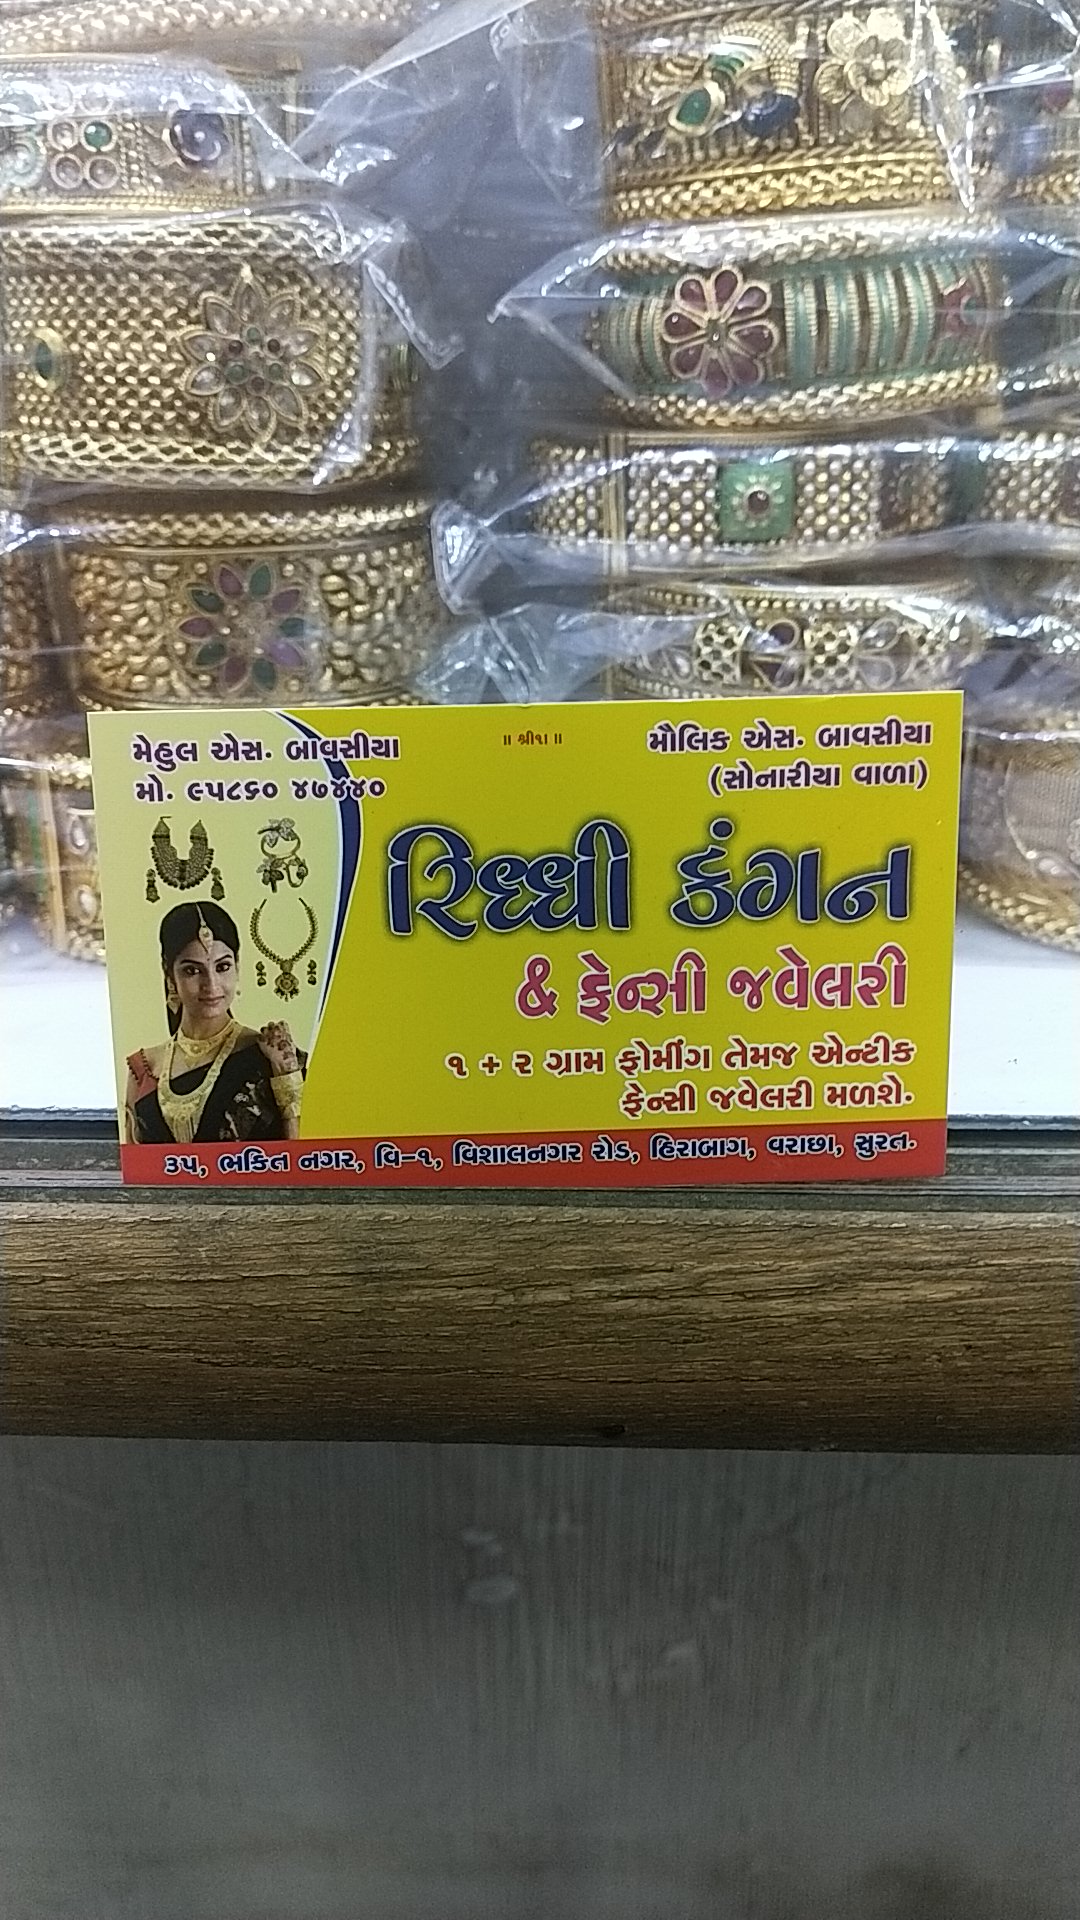 ॥ શ્રી૧ા ॥
મેહુલ એસ. બાવસીયા
મો. ૯૫૮૬૦ ૪૭૪૪૦
મૌલિક એસ. બાવસીયા
(સોનારીયા વાળા)
રિધ્ધી કંગન
& ફેન્સી જવેલરી
૧ + ૨ ગ્રામ ફોર્મીંગ તેમજ એન્ટીક
ફેન્સી જવેલરી મળશે.
૩૫, ભકિત નગર, વિ-૧, વિશાલનગર રોડ, હિરાબાગ, વરાછા, સુરત.